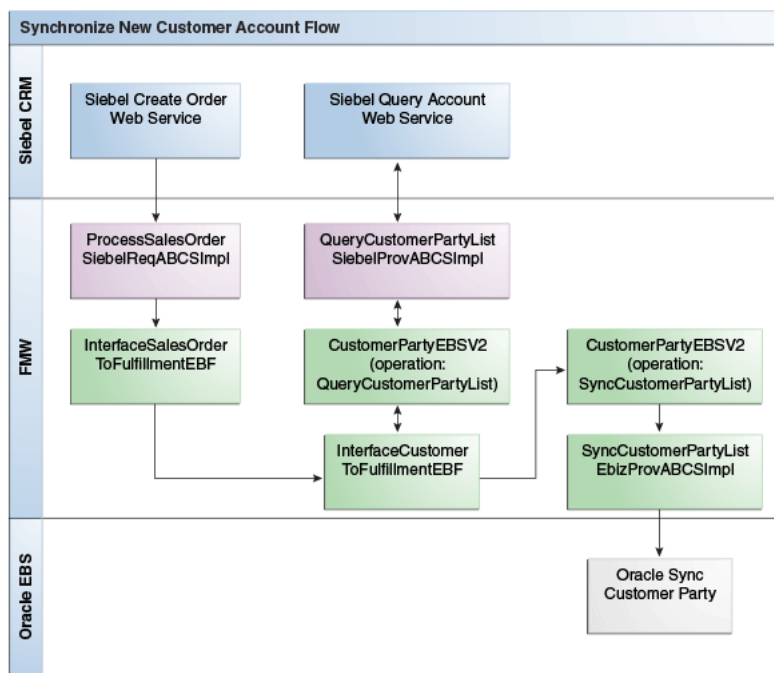 Synchronize New Customer Account Flow
Siebel CRM
Siebel Create Order
Web Service
Siebel Query Account
Web Service
FMW
ProcessSalesOrder
SiebelReqABCSImpl
QueryCustomerPartyList
SiebelProvABCSImpl
InterfaceSalesOrder
ToFulfillmentEBF
CustomerPartyEBSV2
(operation:
QueryCustomerPartyList)
CustomerPartyEBSV2
(operation:
SyncCustomerPartyList)
InterfaceCustomer
ToFulfillmentEBF
SyncCustomerPartyList
EbizProvABCSImpl
Oracle EBS
Oracle Sync
Customer Party